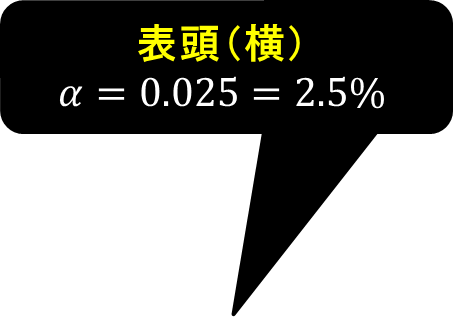 表頭（横）
α = 0.025 = 2.5%